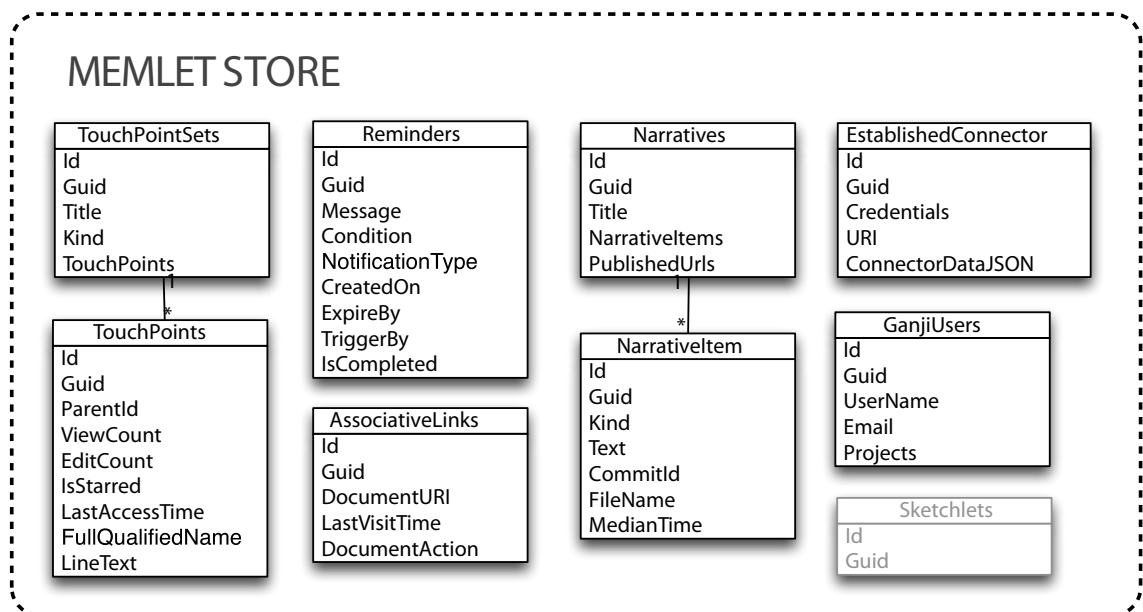 MEMLET STORE
TouchPointSets
Id
Guid
Title
Kind
TouchPoints
1
*
TouchPoints
Id
Guid
ParentId
ViewCount
EditCount
IsStarred
LastAccessTime
FullQualifiedName
LineText
Reminders
Id
Guid
Message
Condition
NotificationType
CreatedOn
ExpireBy
TriggerBy
IsCompleted
AssociativeLinks
Id
Guid
DocumentURI
LastVisitTime
DocumentAction
Narratives
Id
Guid
Title
NarrativeItems
PublishedUrls
1
*
NarrativeItem
Id
Guid
Kind
Text
CommitId
FileName
MedianTime
EstablishedConnector
Id
Guid
Credentials
URI
ConnectorDataJSON
GanjiUsers
Id
Guid
UserName
Email
Projects
Sketchlets
Id
Guid